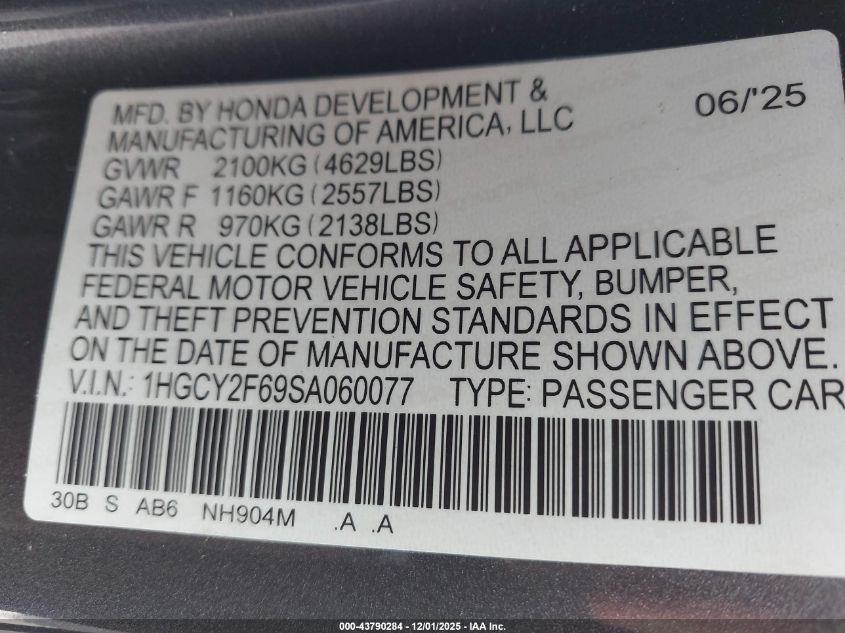 MFD. BY HONDA DEVELOPMENT & 06/'25
MANUFACTURING OF AMERICA, LLC
GVWR 2100KG (4629LBS)
GAWR F 1160KG (2557LBS)
GAWR R 970KG (2138LBS)
THIS VEHICLE CONFORMS TO ALL APPLICABLE
FEDERAL MOTOR VEHICLE SAFETY, BUMPER,
AND THEFT PREVENTION STANDARDS IN EFFECT
ON THE DATE OF MANUFACTURE SHOWN ABOVE.
V.I.N.: 1HGCY2F69SA060077 TYPE: PASSENGER CAR
30B S AB6 NH904M .A .A
000-43790284 - 12/01/2025 - IAA Inc.